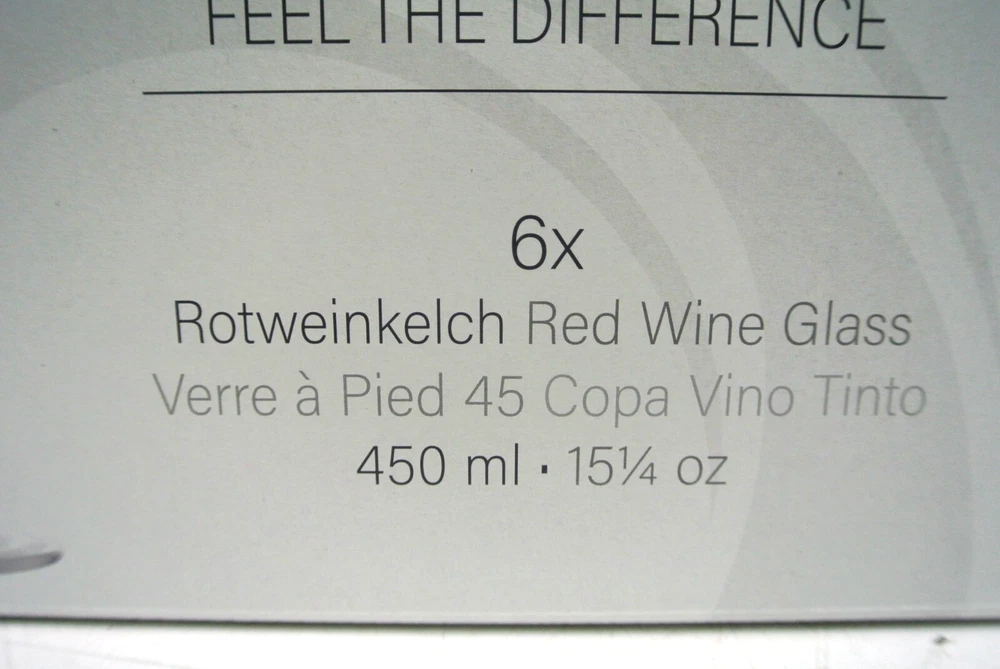 FEEL THE DIFFERENCE
6x
Rotweinkelch Red Wine Glass
Verre à Pied 45 Copa Vino Tinto
450 ml · 15¼ oz